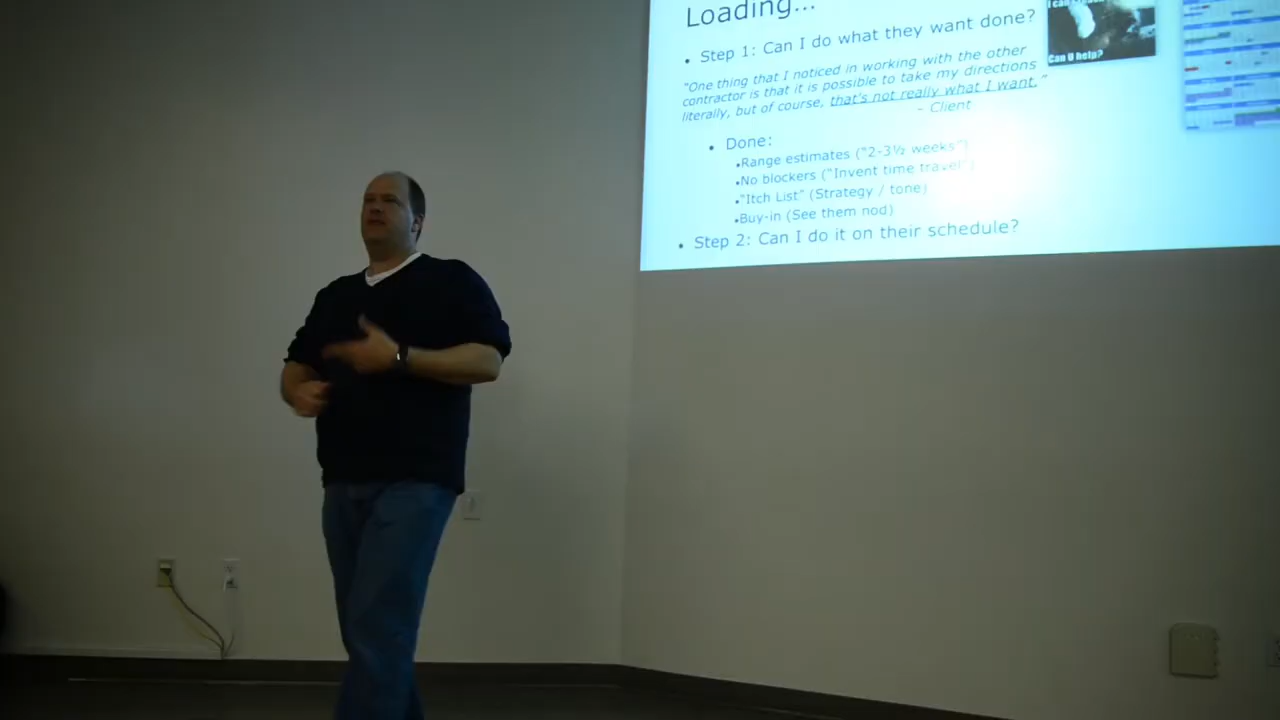 Loading...
• Step 1: Can I do what they want done?
"One thing that I noticed in working with the other
contractor is that it is possible to take my directions
literally, but of course, that's not really what I want."
– Client
• Done:
•Range estimates ("2-3½ weeks")
•No blockers ("Invent time travel")
•"Itch List" (Strategy / tone)
•Buy-in (See them nod)
• Step 2: Can I do it on their schedule?
I can
Can U help?